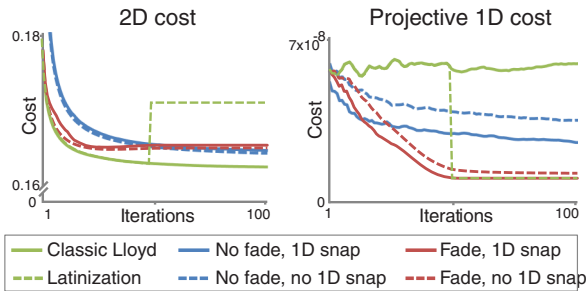 2D cost
Projective 1D cost
0.18
Cost
0.16
0
1
Iterations
100
7x10⁸
Cost
0
1
Iterations
100
Classic Lloyd
No fade, 1D snap
Fade, 1D snap
Latinization
No fade, no 1D snap
Fade, no 1D snap